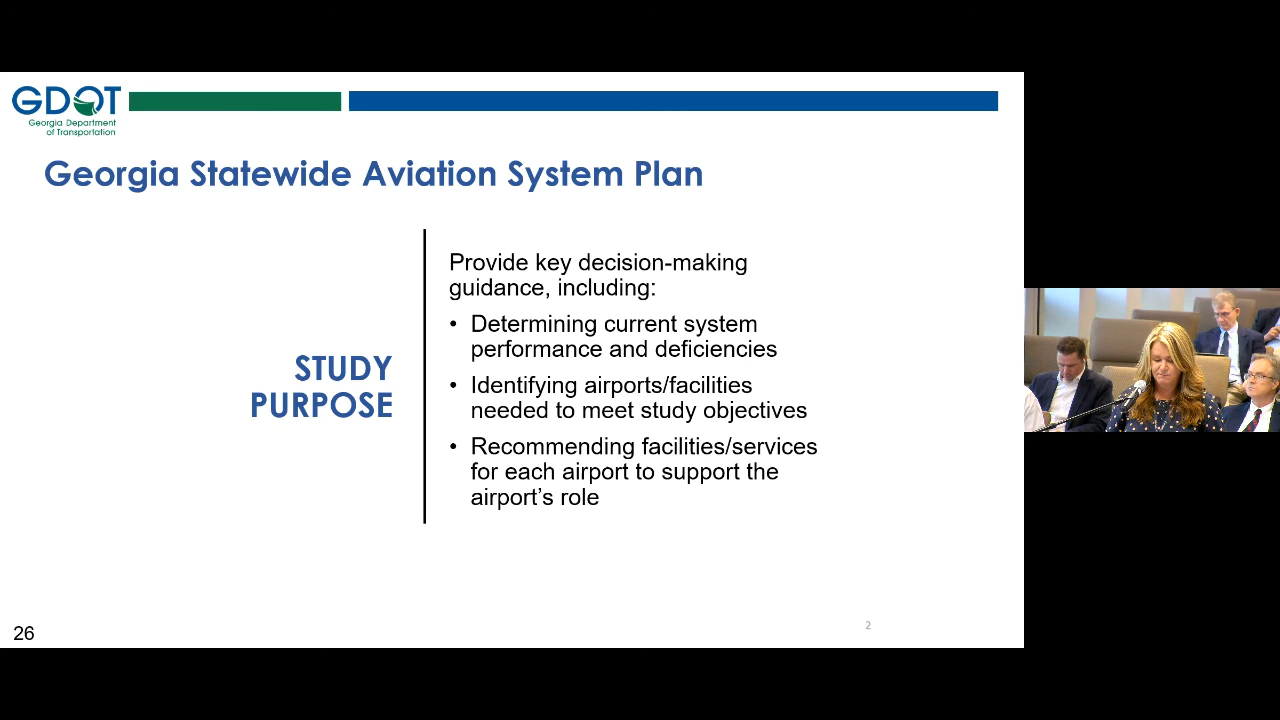 GDOT
Georgia Department
of Transportation
Georgia Statewide Aviation System Plan
STUDY
PURPOSE
Provide key decision-making
guidance, including:
• Determining current system
performance and deficiencies
• Identifying airports/facilities
needed to meet study objectives
• Recommending facilities/services
for each airport to support the
airport’s role
2
26